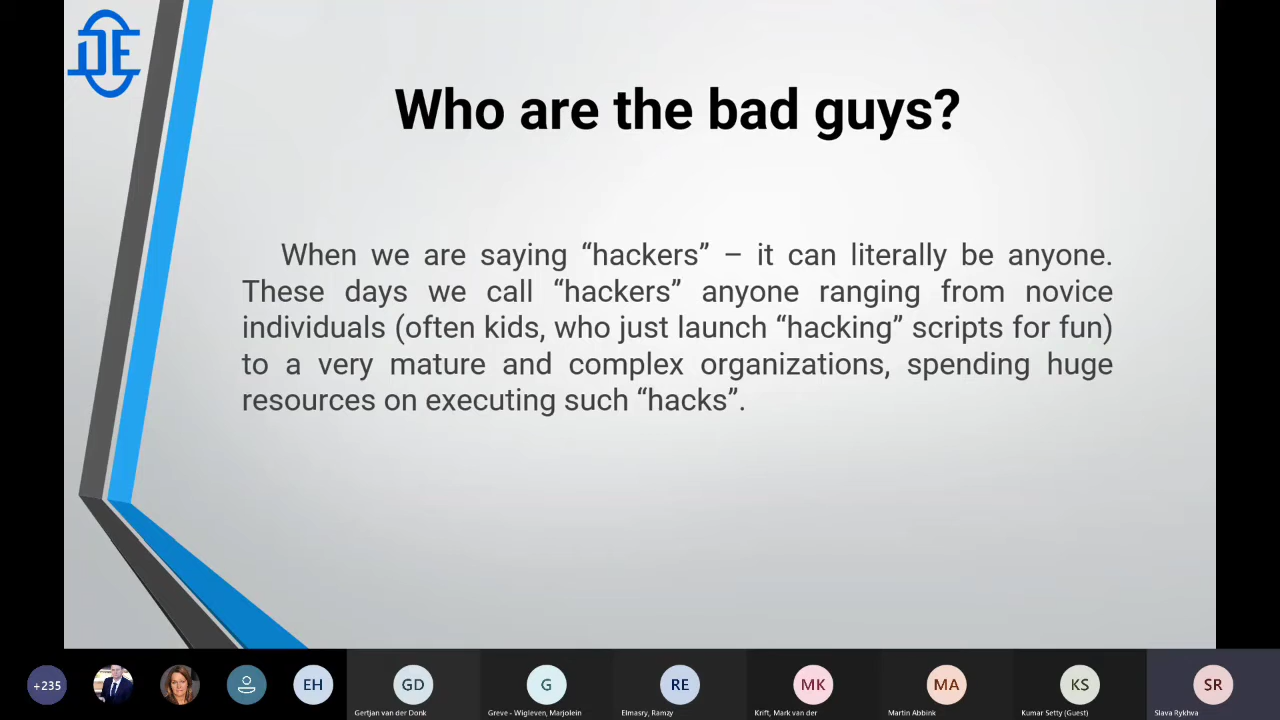 DE
Who are the bad guys?
When we are saying “hackers” – it can literally be anyone.
These days we call “hackers” anyone ranging from novice
individuals (often kids, who just launch “hacking” scripts for fun)
to a very mature and complex organizations, spending huge
resources on executing such “hacks”.
+235
EH
GD
G
RE
MK
MA
KS
SR
Gertjan van der Donk
Greve - Wigleven, Marjolein
Elmasry, Ramzy
Krift, Mark van der
Martin Abbink
Kumar Setty (Guest)
Slava Rykhva